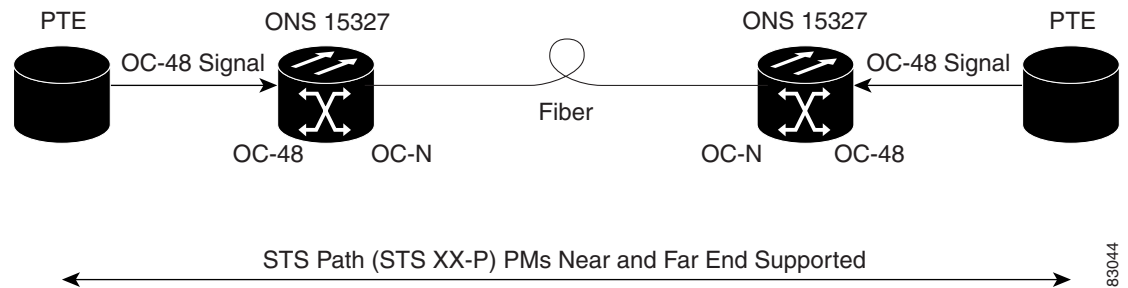 PTE
ONS 15327
ONS 15327
PTE
OC-48 Signal
OC-48 Signal
Fiber
OC-48
OC-N
OC-N
OC-48
STS Path (STS XX-P) PMs Near and Far End Supported
83044